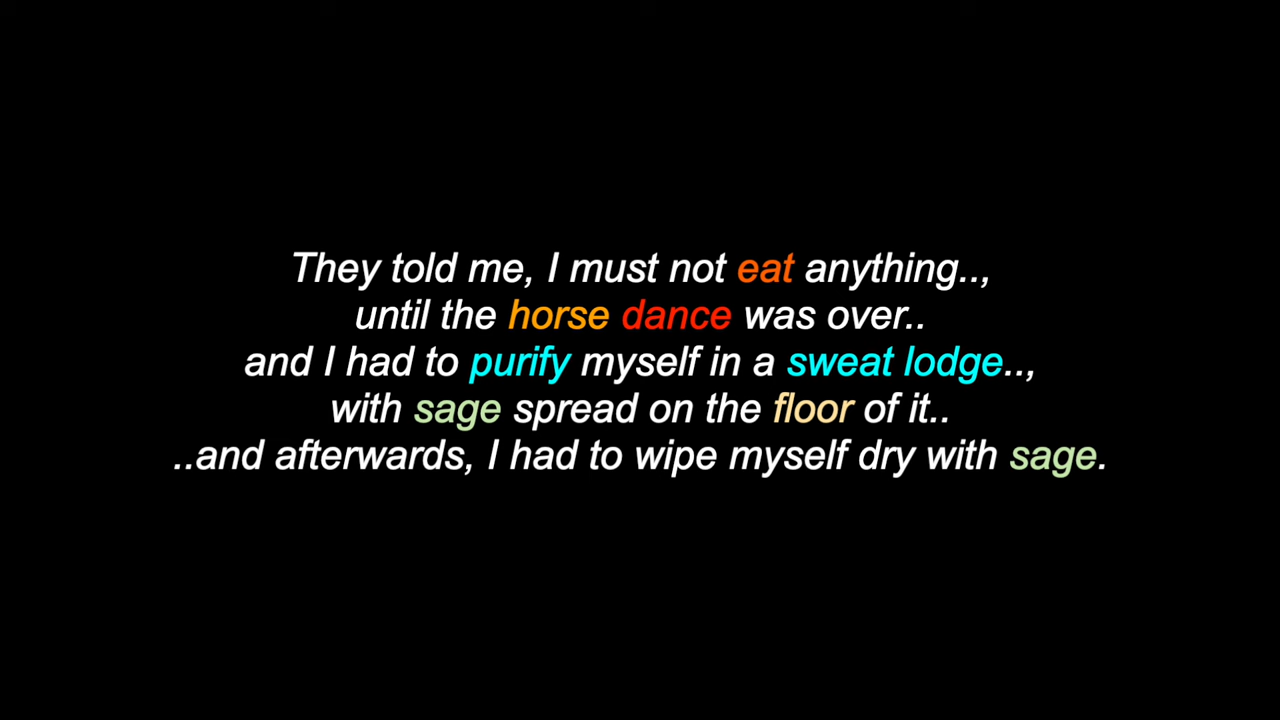 They told me, I must not eat anything..,
until the horse dance was over..
and I had to purify myself in a sweat lodge..,
with sage spread on the floor of it..
..and afterwards, I had to wipe myself dry with sage.